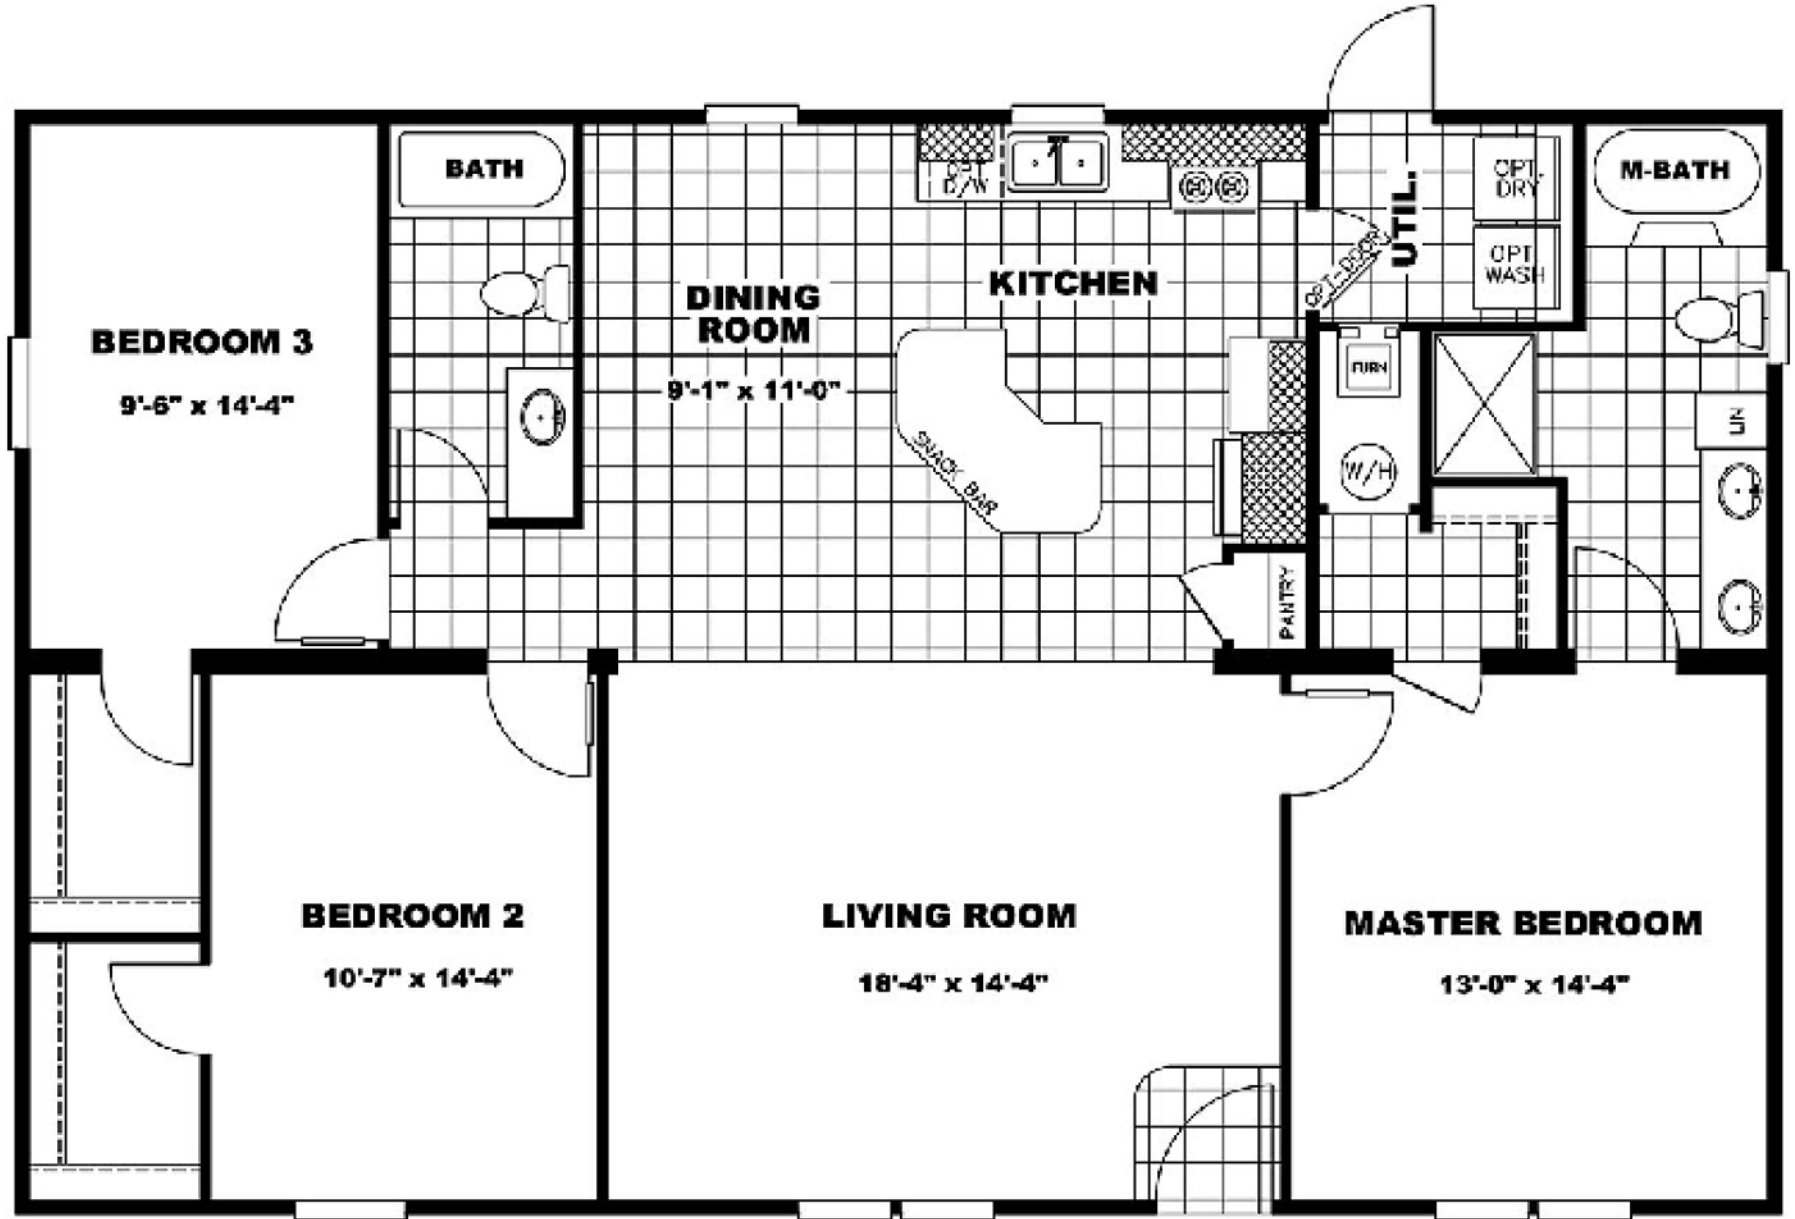 BATH
OPT
D/W
UTIL.
OPT.
DRY
M-BATH
OPT
WASH
OPT-DOOR
KITCHEN
DINING
ROOM
9'-1" x 11'-0"
BEDROOM 3
9'-6" x 14'-4"
FURN
LIN
SNACK BAR
W/H
PANTRY
BEDROOM 2
10'-7" x 14'-4"
LIVING ROOM
18'-4" x 14'-4"
MASTER BEDROOM
13'-0" x 14'-4"